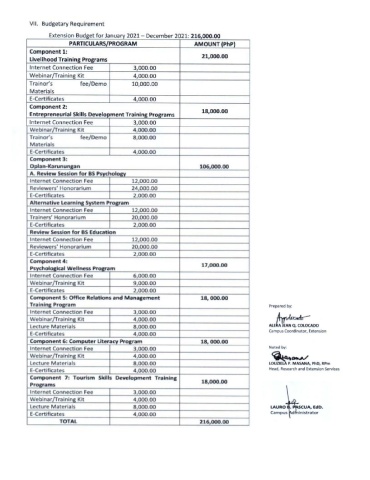 VII. Budgetary Requirement
Extension Budget for January 2021 – December 2021: 216,000.00
PARTICULARS/PROGRAM AMOUNT (PhP)
Component 1:
Livelihood Training Programs 21,000.00
Internet Connection Fee 3,000.00
Webinar/Training Kit 4,000.00
Trainor's fee/Demo 10,000.00
Materials
E-Certificates 4,000.00
Component 2:
Entrepreneurial Skills Development Training Programs 18,000.00
Internet Connection Fee 3,000.00
Webinar/Training Kit 4,000.00
Trainor's fee/Demo 8,000.00
Materials
E-Certificates 4,000.00
Component 3:
Oplan-Karunungan 106,000.00
A. Review Session for BS Psychology
Internet Connection Fee 12,000.00
Reviewers' Honorarium 24,000.00
E-Certificates 2,000.00
Alternative Learning System Program
Internet Connection Fee 12,000.00
Trainers' Honorarium 20,000.00
E-Certificates 2,000.00
Review Session for BS Education
Internet Connection Fee 12,000.00
Reviewers' Honorarium 20,000.00
E-Certificates 2,000.00
Component 4:
Psychological Wellness Program 17,000.00
Internet Connection Fee 6,000.00
Webinar/Training Kit 9,000.00
E-Certificates 2,000.00
Component 5: Office Relations and Management 18, 000.00
Training Program
Internet Connection Fee 3,000.00
Webinar/Training Kit 4,000.00
Lecture Materials 8,000.00
E-Certificates 4,000.00
Component 6: Computer Literacy Program 18, 000.00
Internet Connection Fee 3,000.00
Webinar/Training Kit 4,000.00
Lecture Materials 8,000.00
E-Certificates 4,000.00
Component 7: Tourism Skills Development Training
Programs 18,000.00
Internet Connection Fee 3,000.00
Webinar/Training Kit 4,000.00
Lecture Materials 8,000.00
E-Certificates 4,000.00
TOTAL 216,000.00
Prepared by:
JEAN Q. COLOCADO
Campus Coordinator, Extension
Noted by:
P. MAŇANA, PhD, RPm
Head, Research and Extension Services
LAURO B. PASCUA, EdD.
Campus Administrator